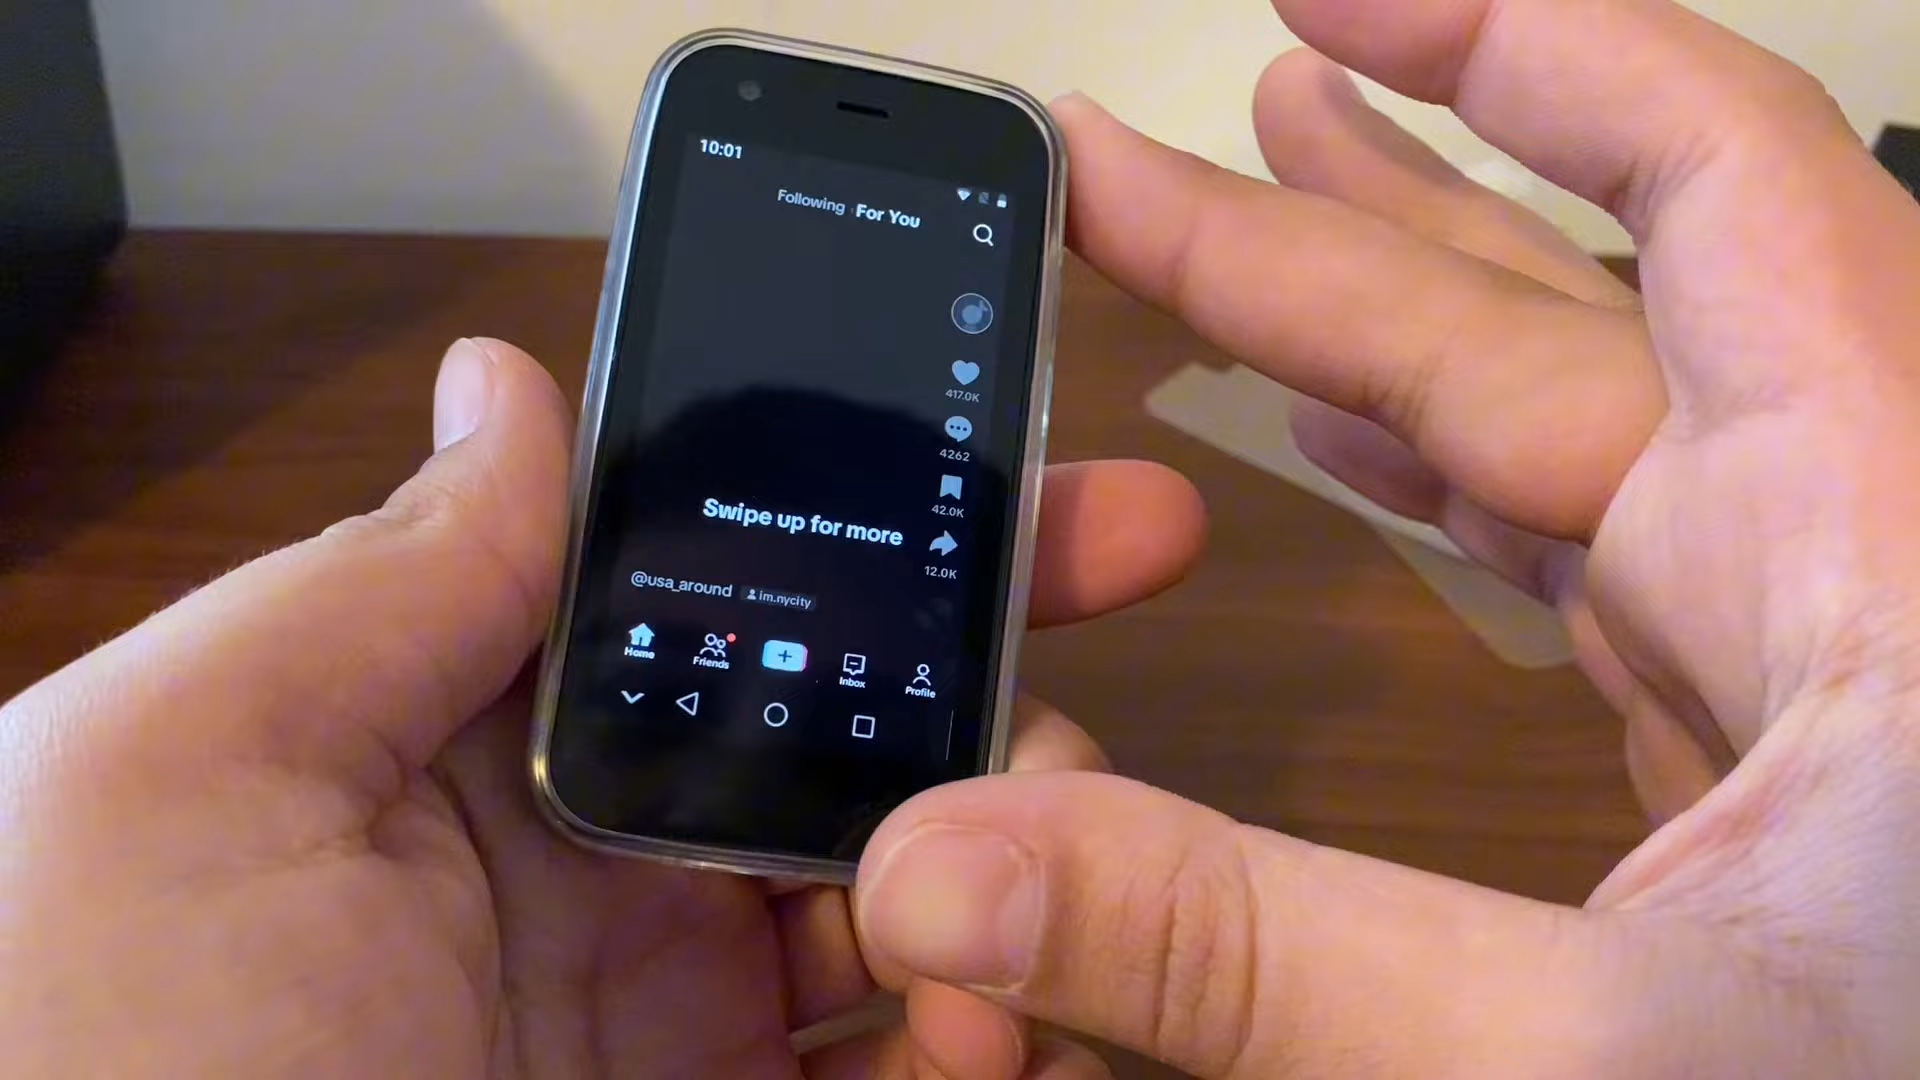 10:01
Following For You
417.0K
4262
42.0K
Swipe up for more
12.0K
@usa_around im.nycity
Home Friends Inbox Profile